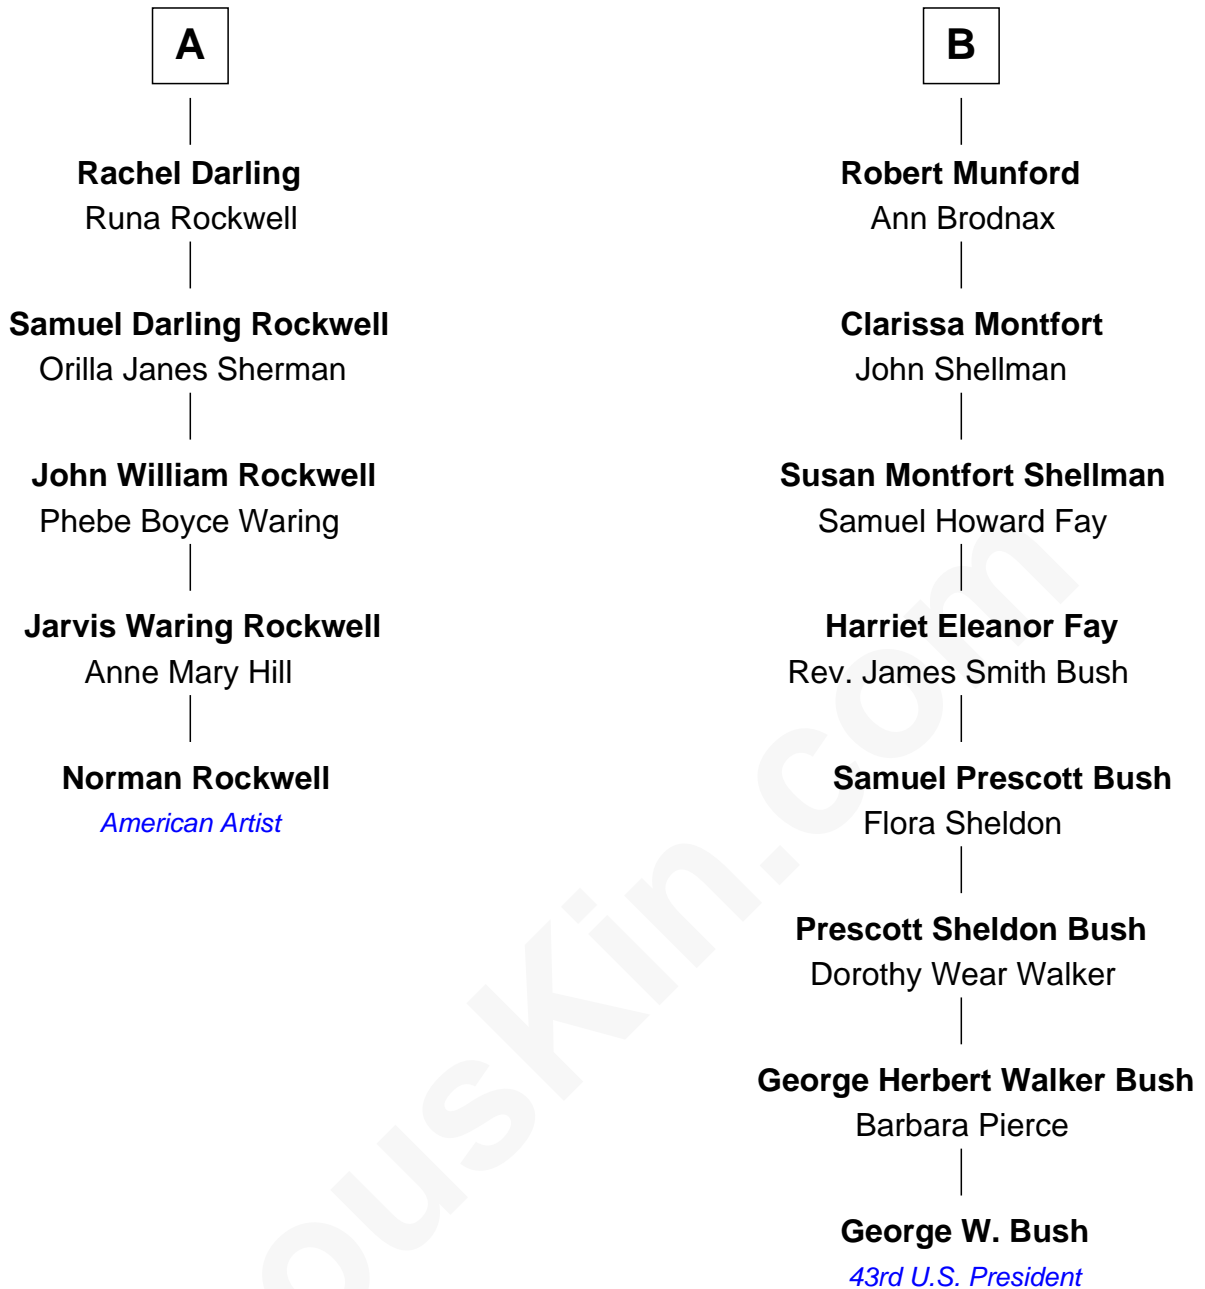 A
Rachel Darling
Runa Rockwell
Samuel Darling Rockwell
Orilla Janes Sherman
John William Rockwell
Phebe Boyce Waring
Jarvis Waring Rockwell
Anne Mary Hill
Norman Rockwell
American Artist
B
Robert Munford
Ann Brodnax
Clarissa Montfort
John Shellman
Susan Montfort Shellman
Samuel Howard Fay
Harriet Eleanor Fay
Rev. James Smith Bush
Samuel Prescott Bush
Flora Sheldon
Prescott Sheldon Bush
Dorothy Wear Walker
George Herbert Walker Bush
Barbara Pierce
George W. Bush
43rd U.S. President
ousKin.com